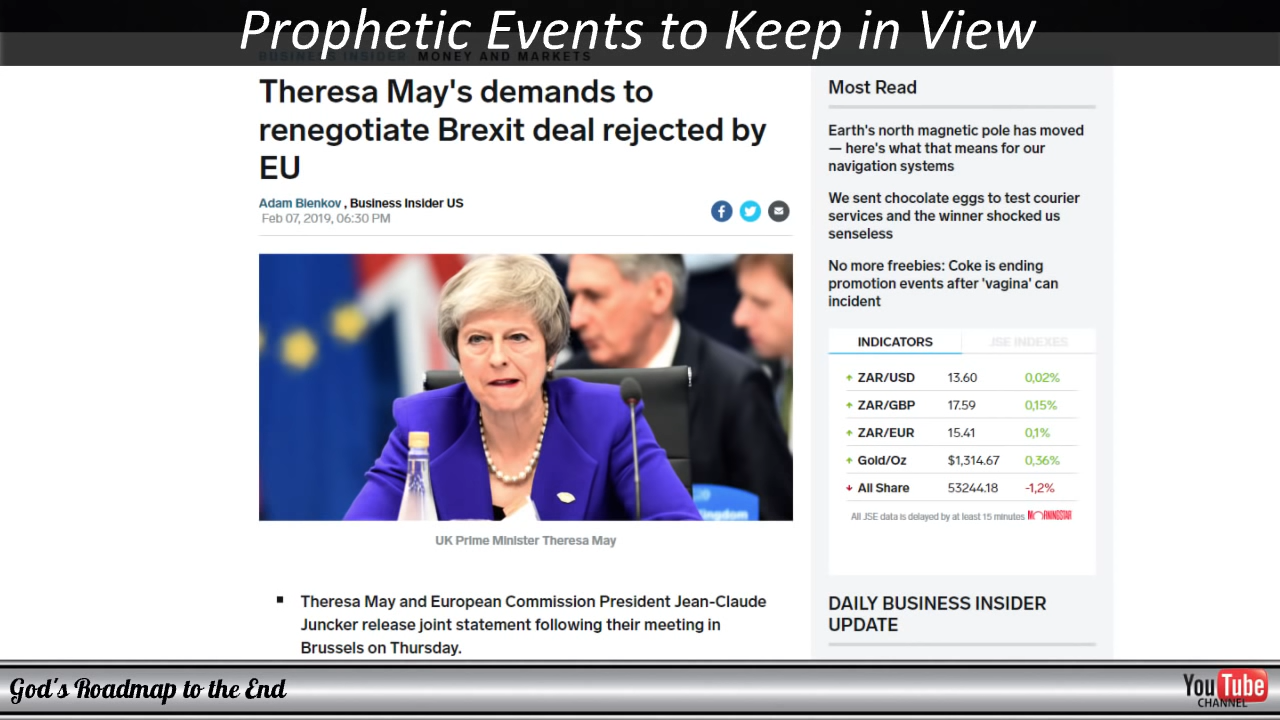 Prophetic Events to Keep in View
BUSINESS INSIDER MONEY AND MARKETS
Theresa May's demands to
renegotiate Brexit deal rejected by
EU
Adam Bienkov , Business Insider US
Feb 07, 2019, 06:30 PM
UK Prime Minister Theresa May
Theresa May and European Commission President Jean-Claude
Juncker release joint statement following their meeting in
Brussels on Thursday.
Most Read
Earth's north magnetic pole has moved
— here's what that means for our
navigation systems
We sent chocolate eggs to test courier
services and the winner shocked us
senseless
No more freebies: Coke is ending
promotion events after 'vagina' can
incident
INDICATORS JSE INDEXES
ZAR/USD 13.60 0,02%
ZAR/GBP 17.59 0,15%
ZAR/EUR 15.41 0,1%
Gold/Oz $1,314.67 0,36%
All Share 53244.18 -1,2%
All JSE data is delayed by at least 15 minutes MORNINGSTAR
DAILY BUSINESS INSIDER
UPDATE
God's Roadmap to the End
YouTube
CHANNEL